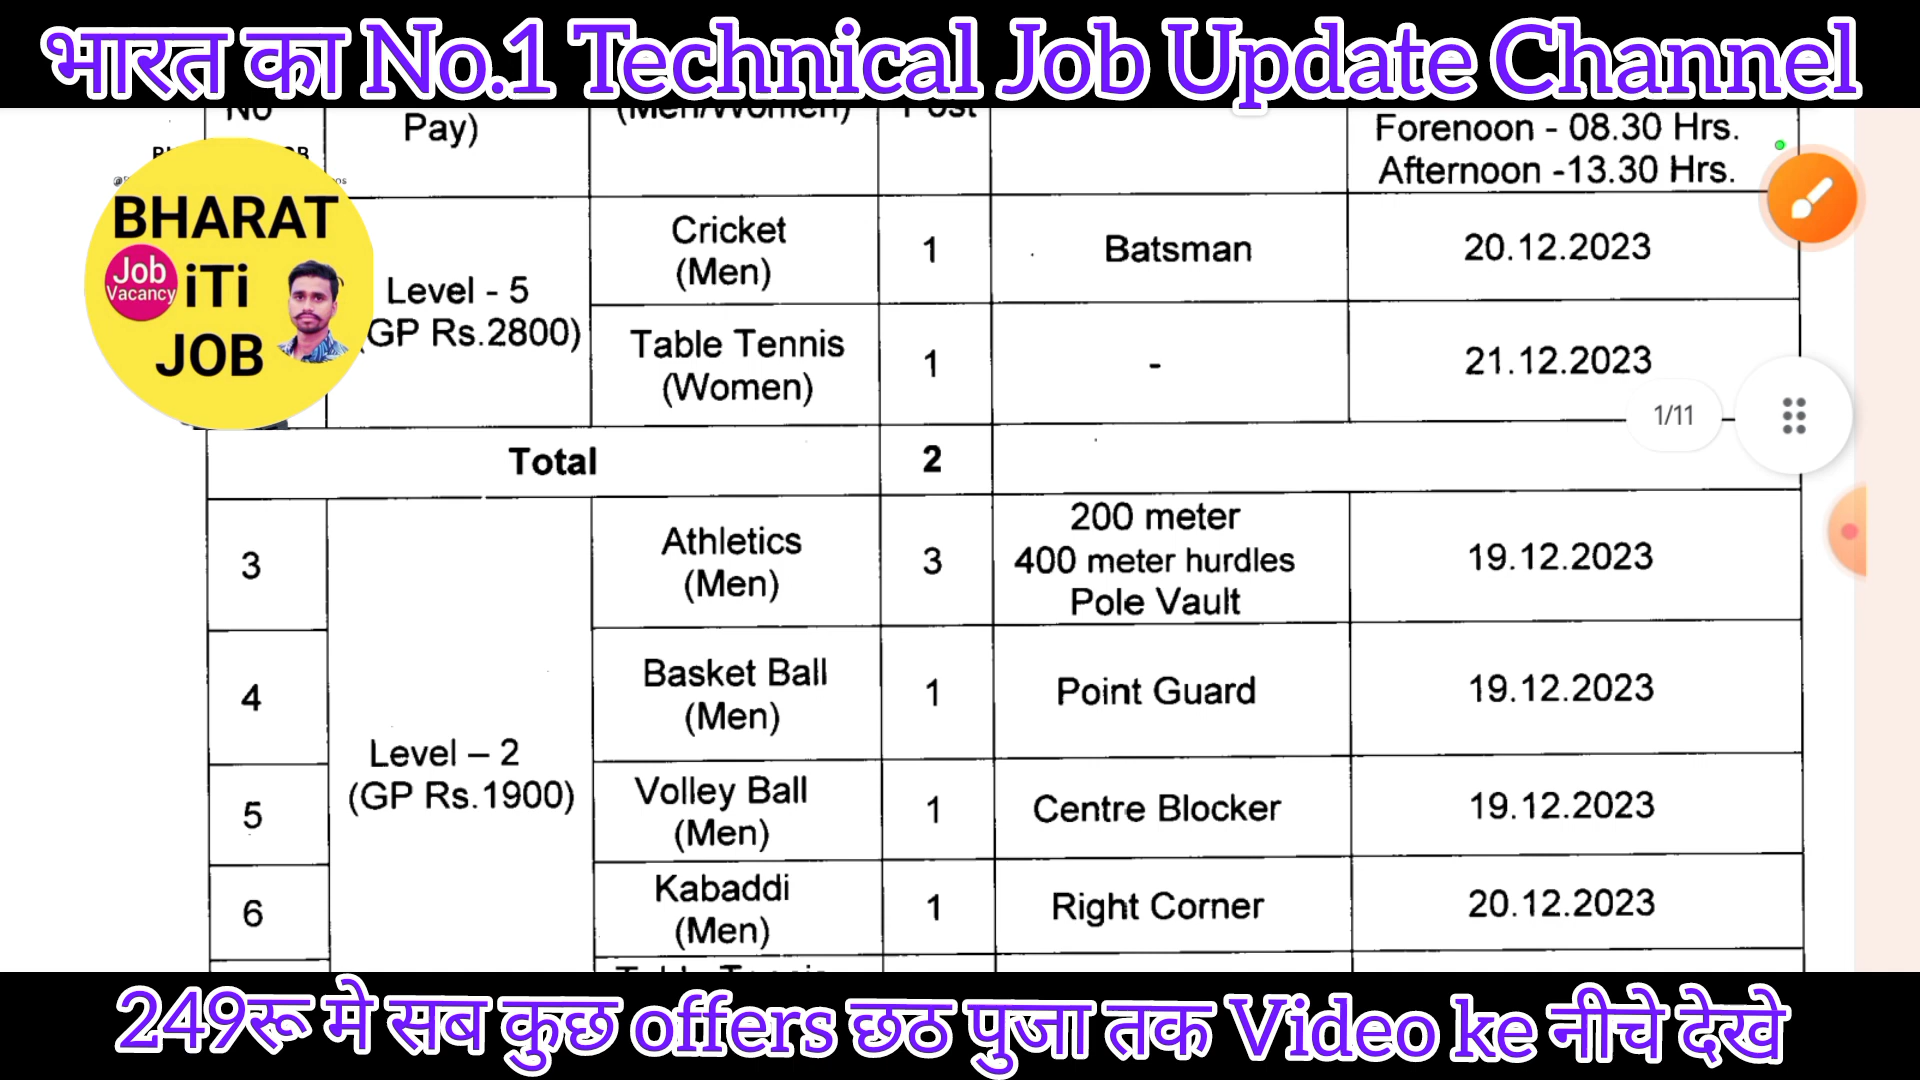 भारत का No.1 Technical Job Update Channel
No
Pay)
(Men/Women)
Post
Forenoon - 08.30 Hrs.
Afternoon -13.30 Hrs.
BHARAT
Job
Vacancy
iTi
JOB
Level - 5
(GP Rs.2800)
Cricket
(Men)
1
Batsman
20.12.2023
Table Tennis
(Women)
1
-
21.12.2023
1/11
Total
2
3
Athletics
(Men)
3
200 meter
400 meter hurdles
Pole Vault
19.12.2023
4
Basket Ball
(Men)
1
Point Guard
19.12.2023
Level – 2
(GP Rs.1900)
5
Volley Ball
(Men)
1
Centre Blocker
19.12.2023
6
Kabaddi
(Men)
1
Right Corner
20.12.2023
249रू मे सब कुछ offers छठ पुजा तक Video ke नीचे देखे